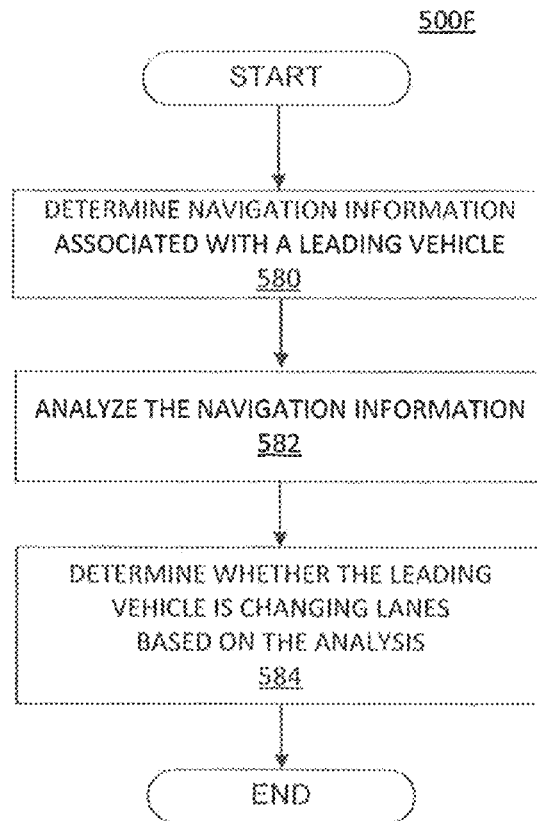 500F
START
DETERMINE NAVIGATION INFORMATION
ASSOCIATED WITH A LEADING VEHICLE
580
ANALYZE THE NAVIGATION INFORMATION
582
DETERMINE WHETHER THE LEADING
VEHICLE IS CHANGING LANES
BASED ON THE ANALYSIS
584
END